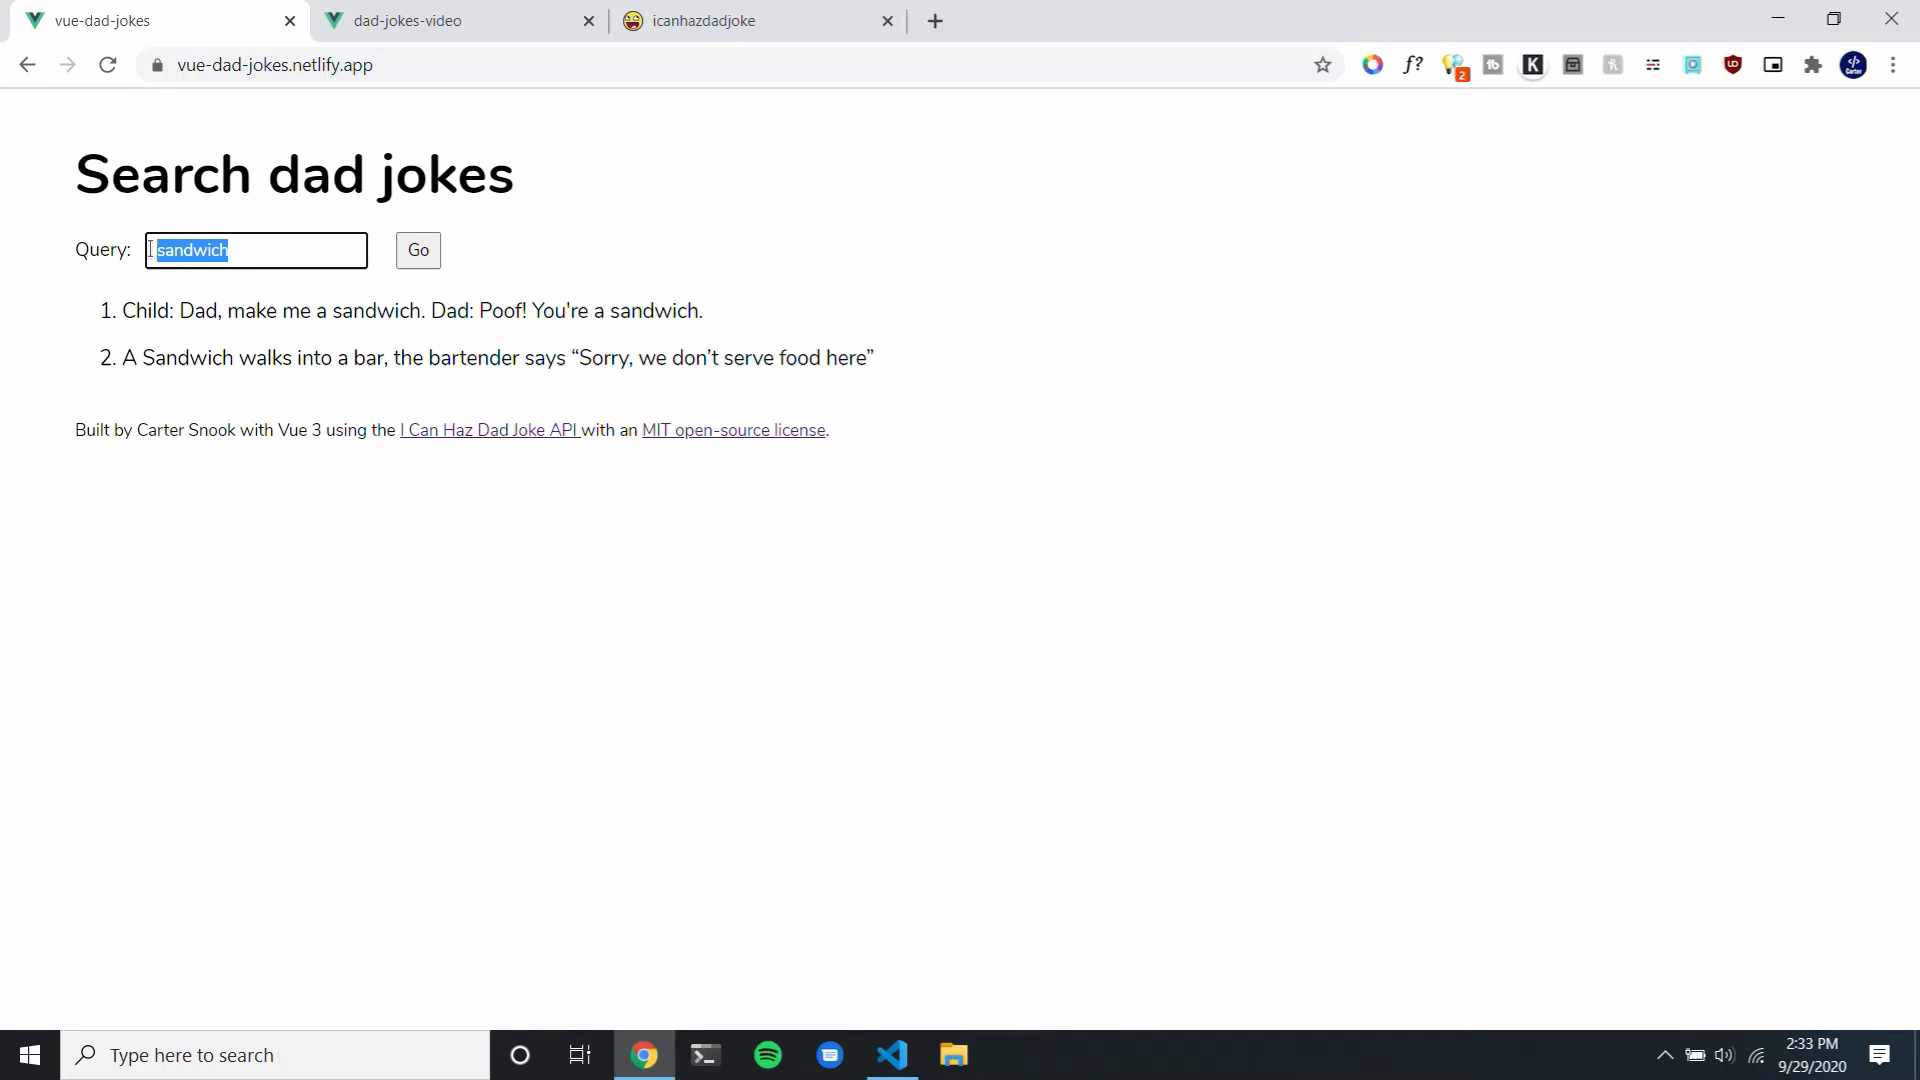 vue-dad-jokes
dad-jokes-video
icanhazdadjoke
vue-dad-jokes.netlify.app
f?
2
tb
K
Carter
Search dad jokes
Query: sandwich Go
1. Child: Dad, make me a sandwich. Dad: Poof! You're a sandwich.
2. A Sandwich walks into a bar, the bartender says “Sorry, we don’t serve food here”
Built by Carter Snook with Vue 3 using the I Can Haz Dad Joke API with an MIT open-source license.
Type here to search
2:33 PM
9/29/2020